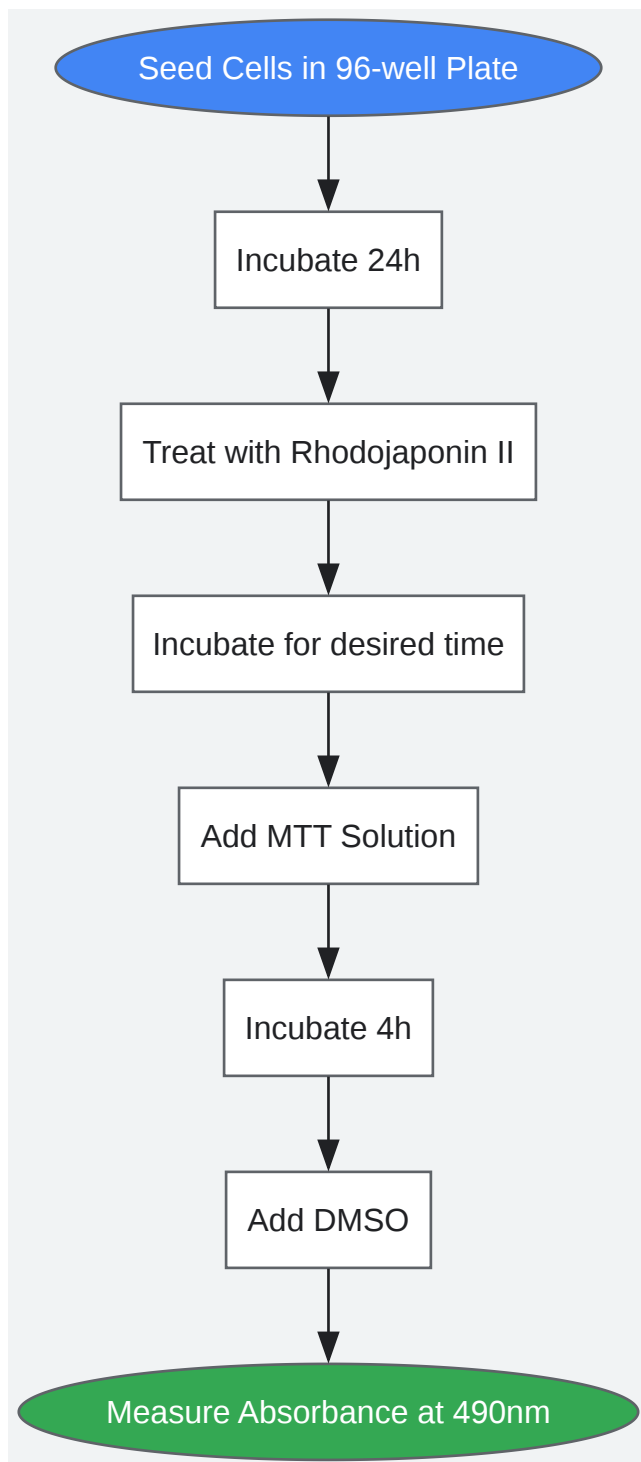 Seed Cells in 96-well Plate
Incubate 24h
Treat with Rhodojaponin II
Incubate for desired time
Add MTT Solution
Incubate 4h
Add DMSO
Measure Absorbance at 490nm